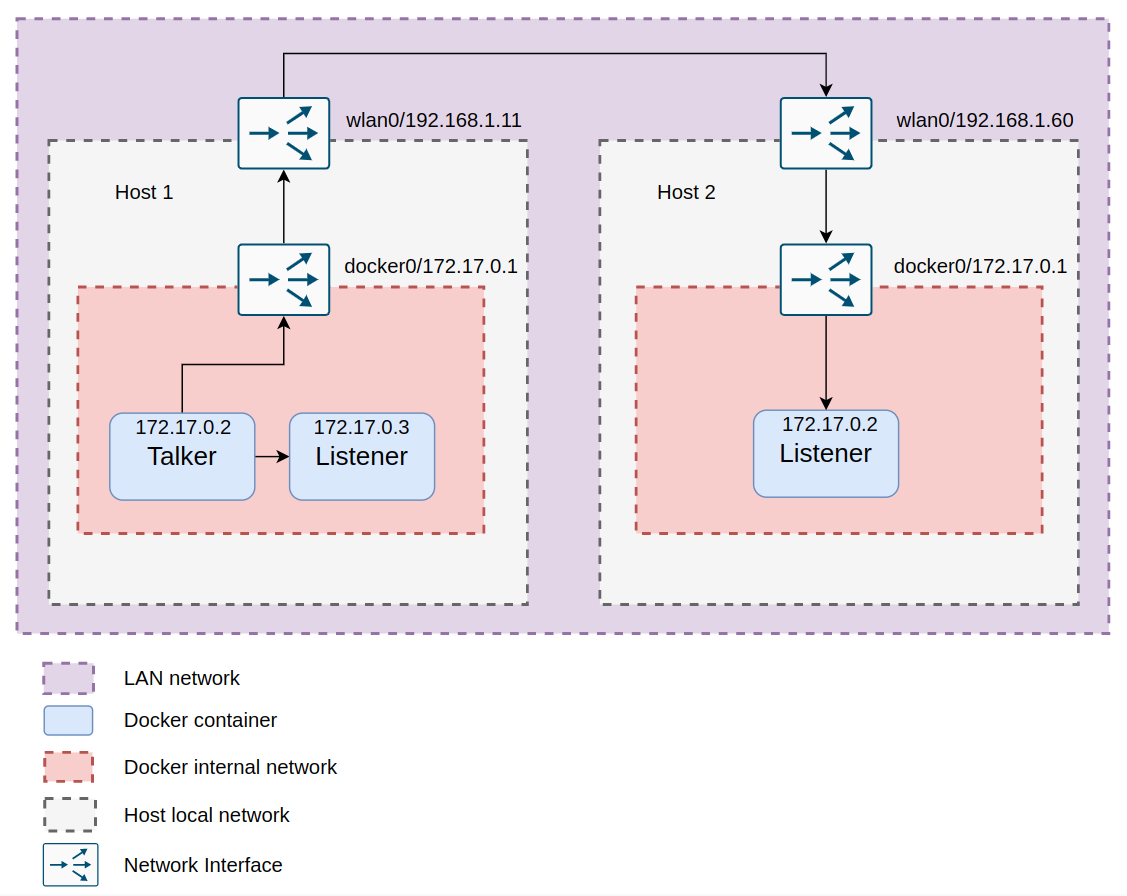 wlan0/192.168.1.11
wlan0/192.168.1.60
Host 1
Host 2
docker0/172.17.0.1
docker0/172.17.0.1
172.17.0.2
Talker
172.17.0.3
Listener
172.17.0.2
Listener
LAN network
Docker container
Docker internal network
Host local network
Network Interface